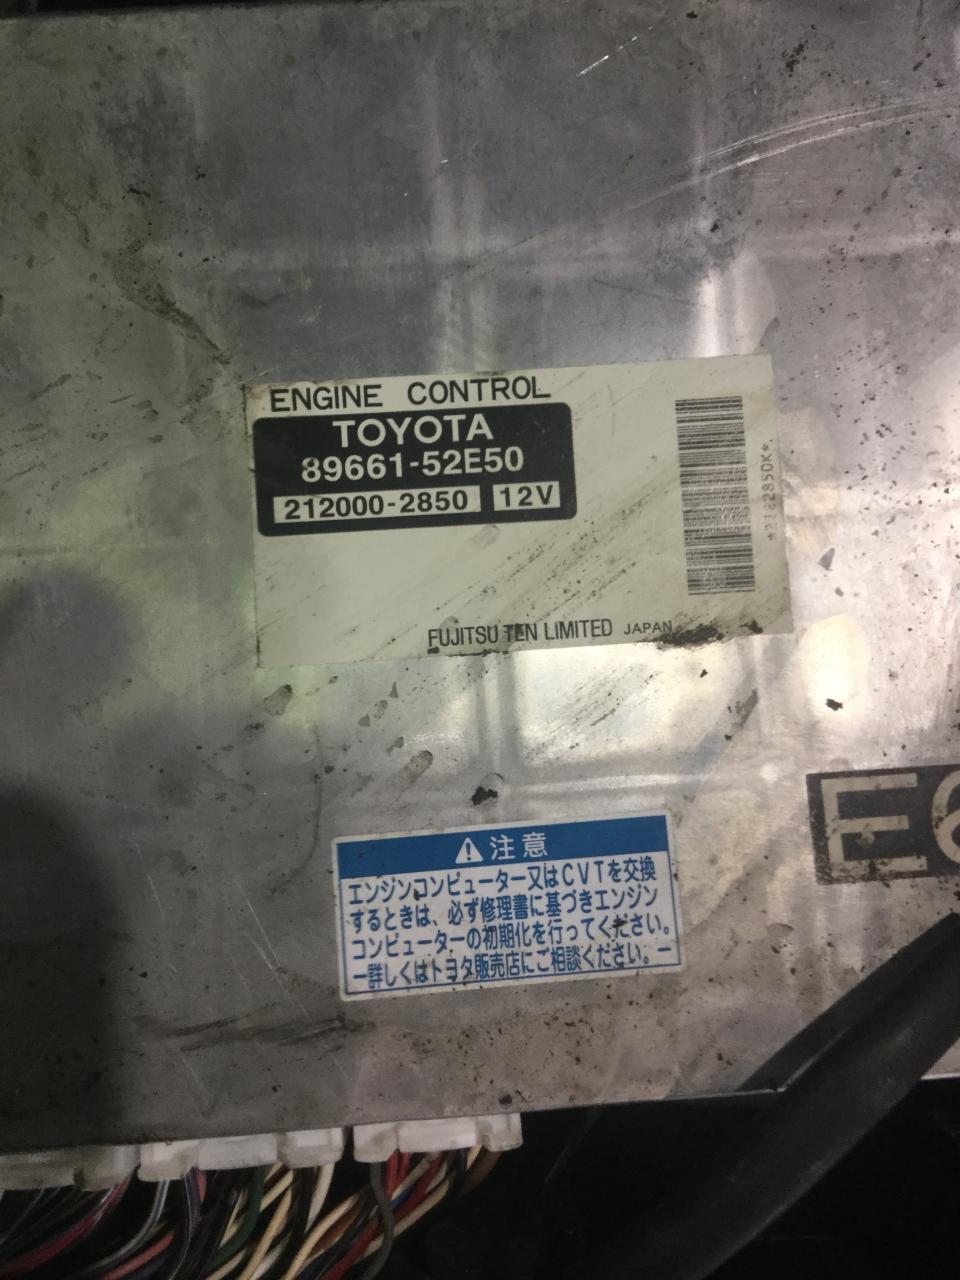 ENGINE CONTROL
TOYOTA
89661-52E50
212000-2850 12V
FUJITSU TEN LIMITED JAPAN
注意
エンジンコンピューター又はCVTを交換
するときは、必ず修理書に基づきエンジン
コンピューターの初期化を行ってください。
ー詳しくはトヨタ販売店にご相談ください。ー